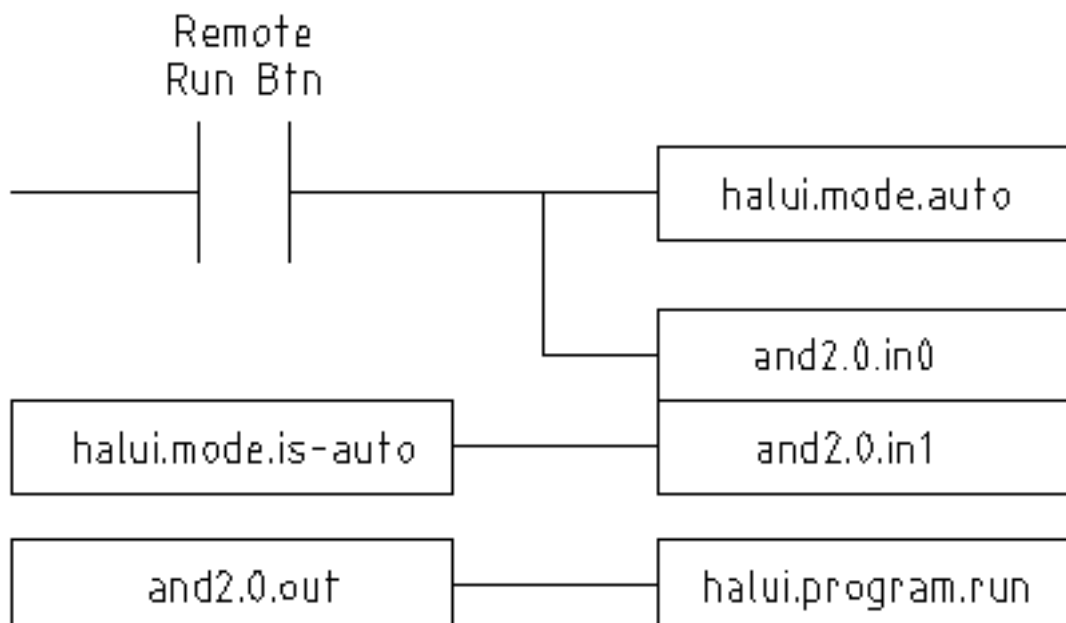 Remote
Run Btn
halui.mode.auto
and2.0.in0
halui.mode.is-auto
and2.0.in1
and2.0.out
halui.program.run